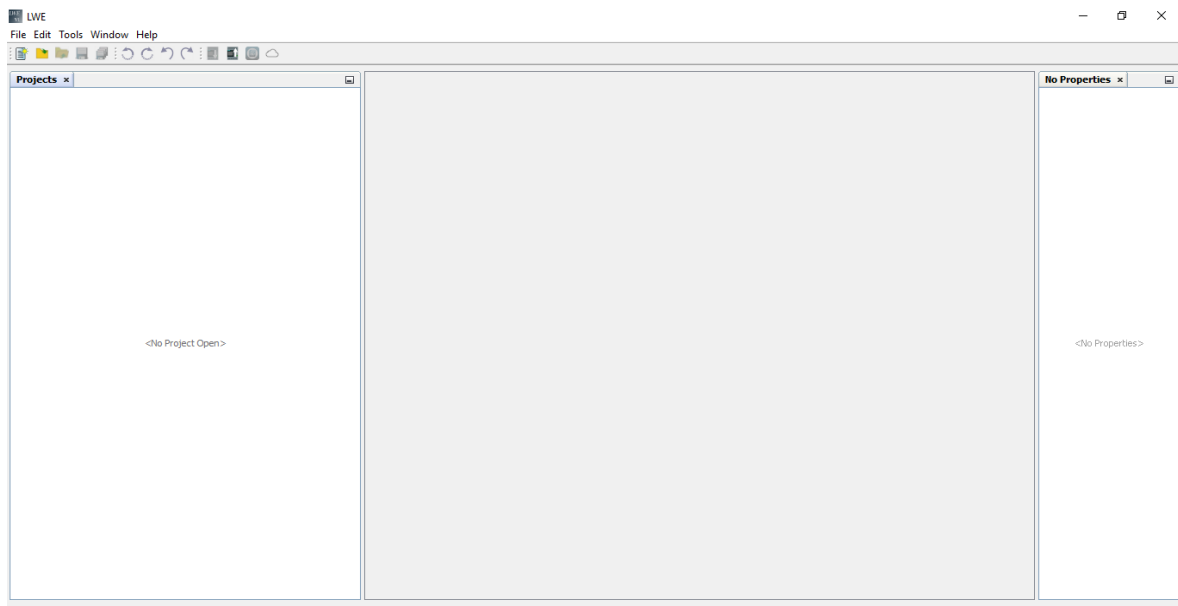 LWE
File Edit Tools Window Help
Projects
No Properties
<No Project Open>
<No Properties>